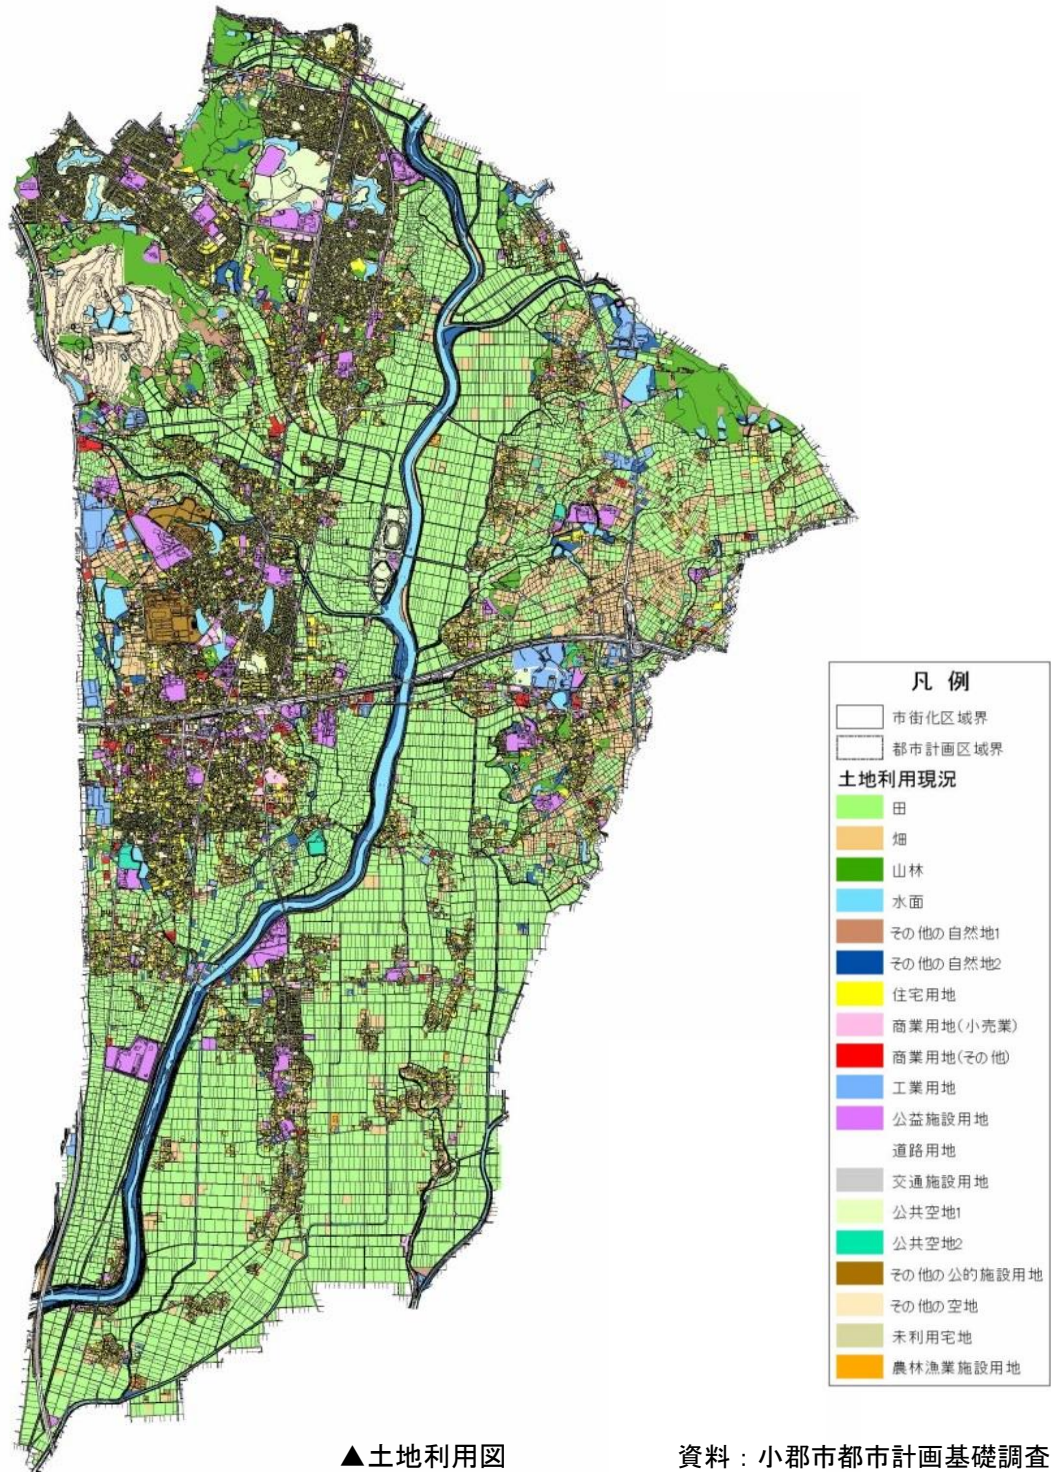 凡 例
市街化区域界
都市計画区域界
土地利用現況
田
畑
山林
水面
その他の自然地1
その他の自然地2
住宅用地
商業用地(小売業)
商業用地(その他)
工業用地
公益施設用地
道路用地
交通施設用地
公共空地1
公共空地2
その他の公的施設用地
その他の空地
未利用宅地
農林漁業施設用地
▲土地利用図
資料：小郡市都市計画基礎調査